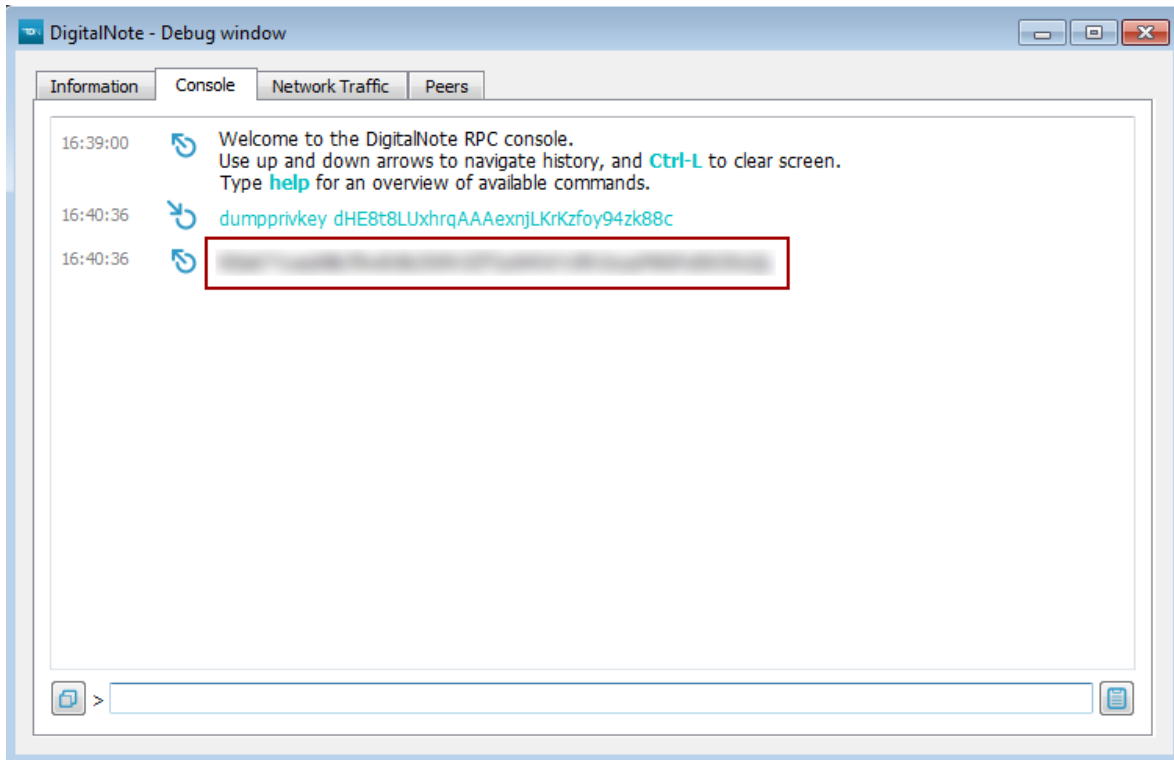 DigitalNote - Debug window
Information Console Network Traffic Peers
16:39:00 Welcome to the DigitalNote RPC console.
Use up and down arrows to navigate history, and Ctrl-L to clear screen.
Type help for an overview of available commands.
16:40:36 dumpprivkey dHE8t8LUxhrqAAAexnjLKrKzfoy94zk88c
16:40:36
>